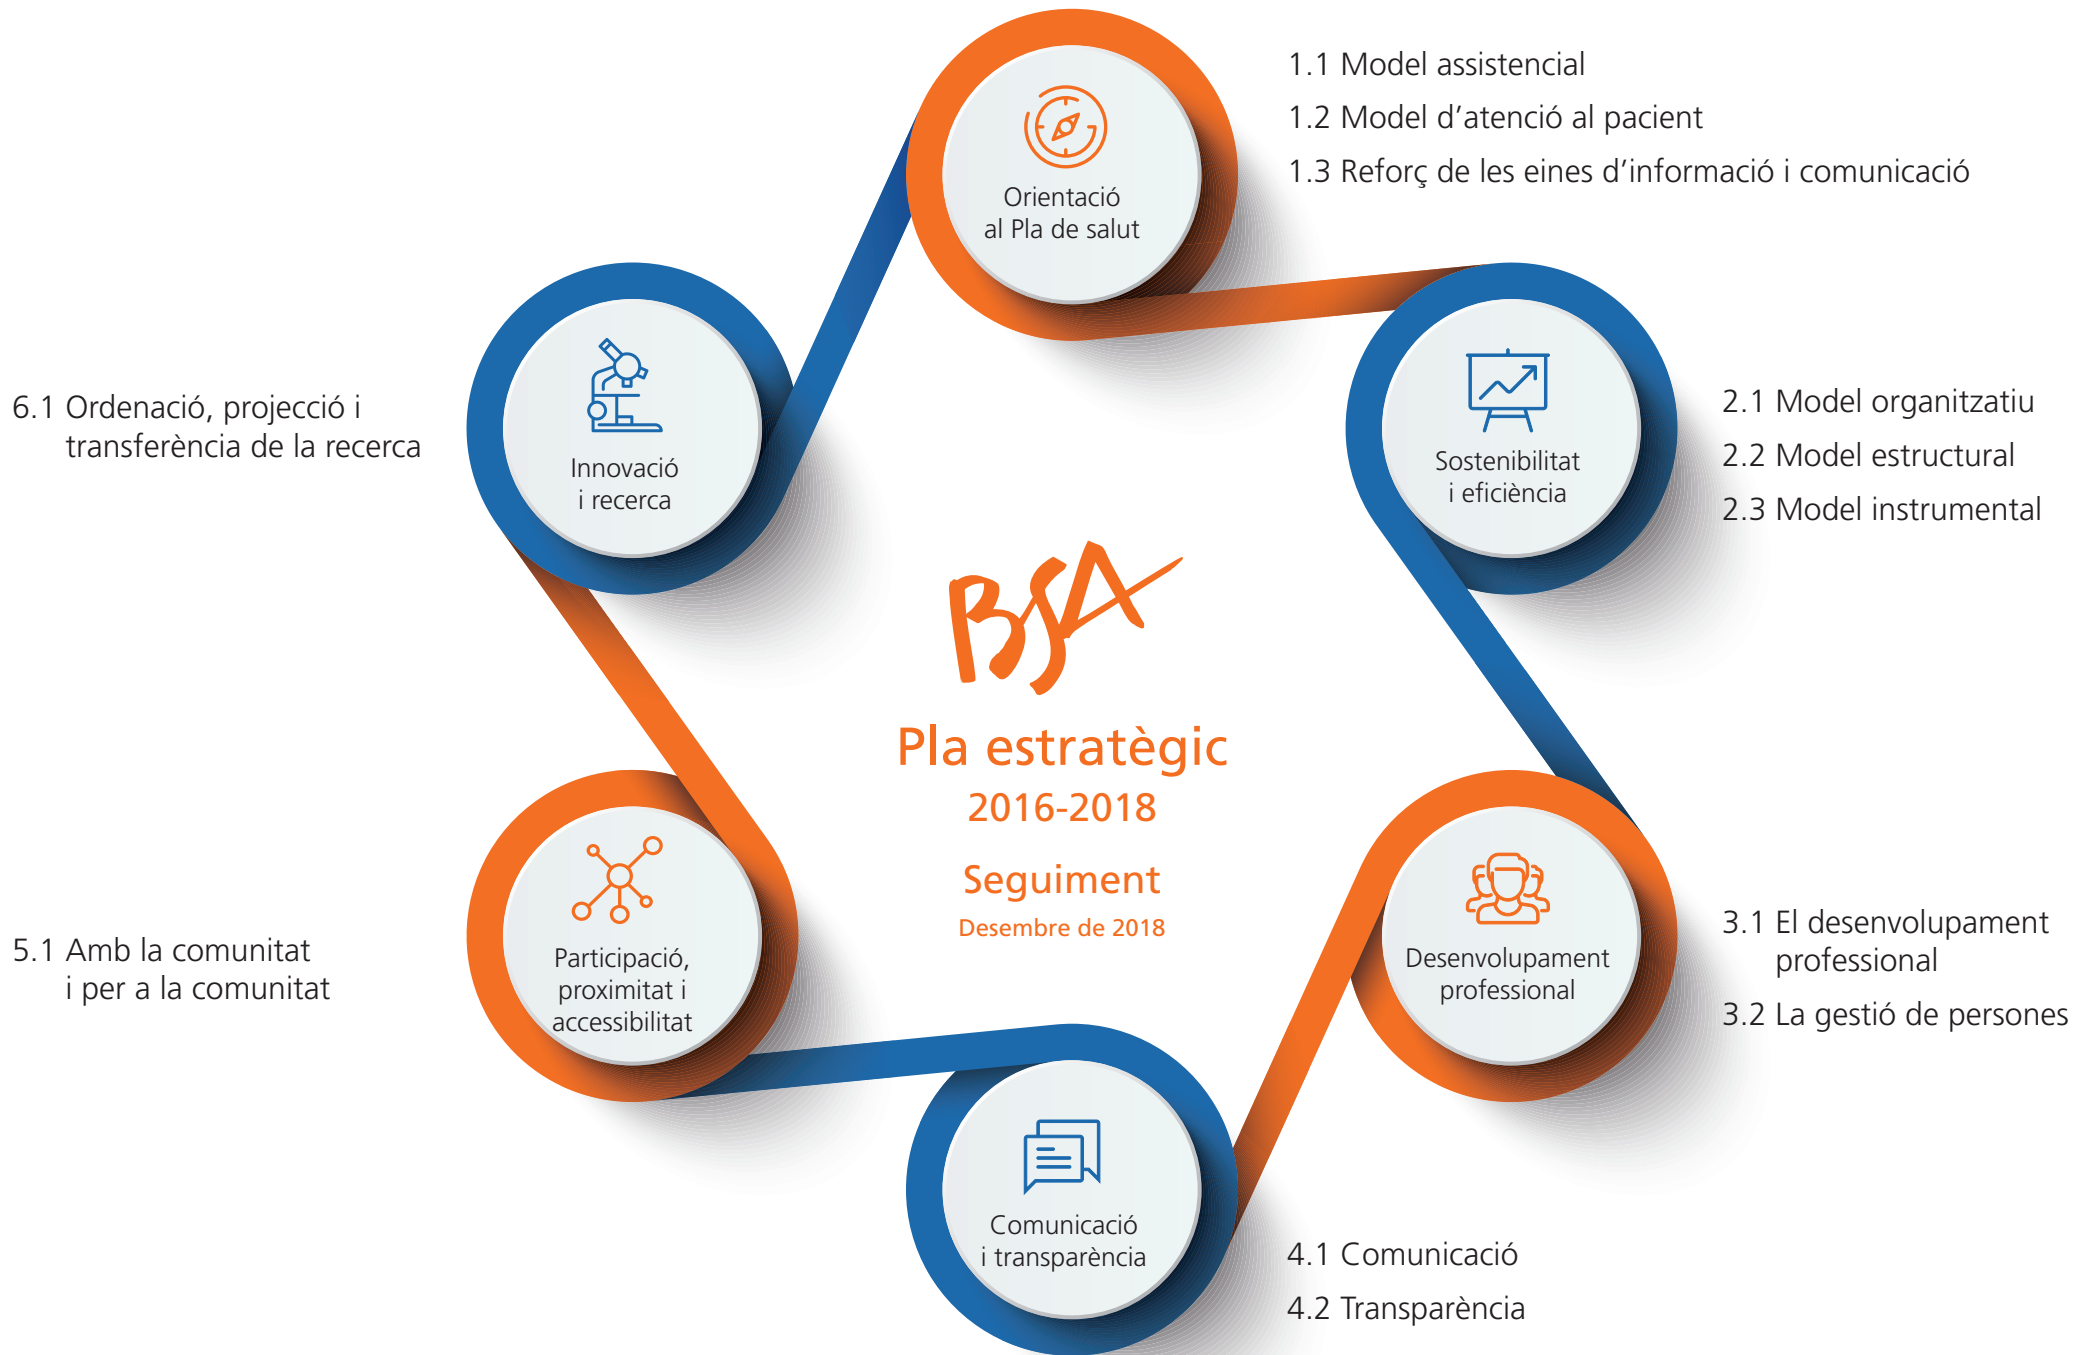 1.1 Model assistencial
1.2 Model d’atenció al pacient
1.3 Reforç de les eines d’informació i comunicació
Orientació
al Pla de salut
Sostenibilitat
i eficiència
2.1 Model organitzatiu
2.2 Model estructural
2.3 Model instrumental
6.1 Ordenació, projecció i
transferència de la recerca
Innovació
i recerca
BSA
Pla estratègic
2016-2018
Seguiment
Desembre de 2018
Desenvolupament
professional
3.1 El desenvolupament
professional
3.2 La gestió de persones
5.1 Amb la comunitat
i per a la comunitat
Participació,
proximitat i
accessibilitat
Comunicació
i transparència
4.1 Comunicació
4.2 Transparència